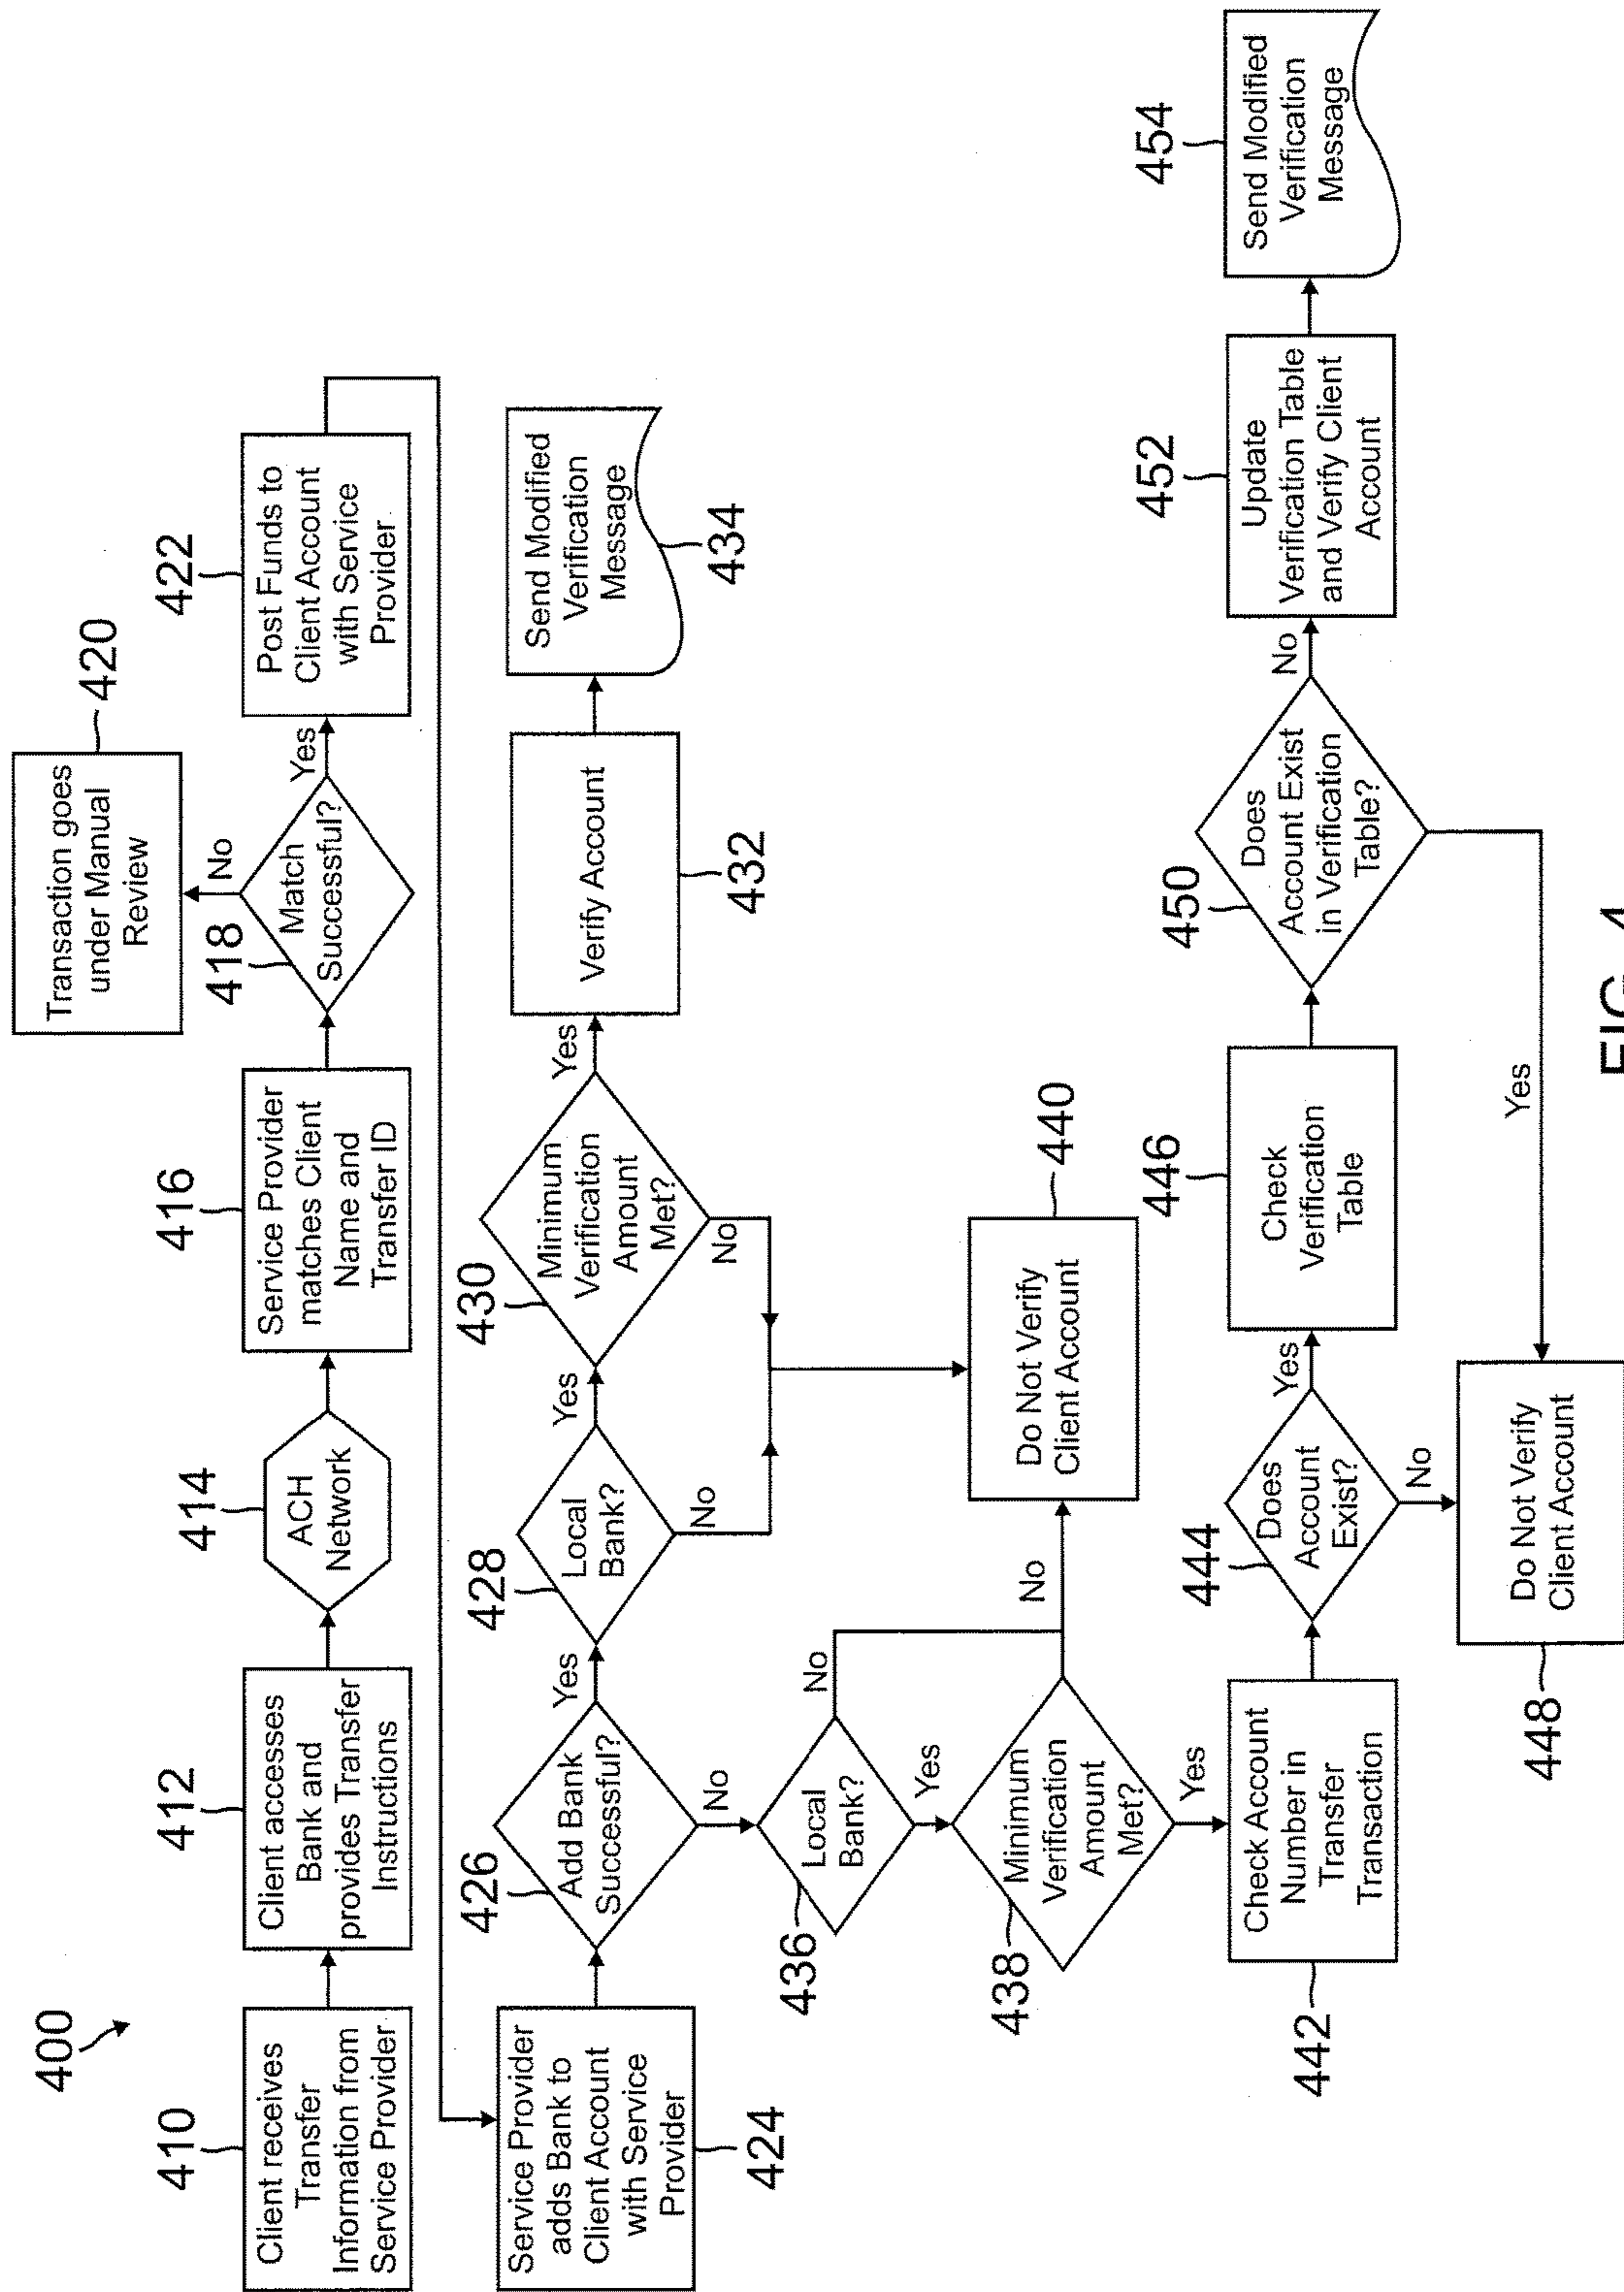 400
410
Client receives
Transfer
Information from
Service Provider
412
Client accesses
Bank and
provides Transfer
Instructions
414
ACH
Network
416
Service Provider
matches Client
Name and
Transfer ID
418
Match
Successful?
No
Yes
420
Transaction goes
under Manual
Review
422
Post Funds to
Client Account
with Service
Provider
Service Provider
adds Bank to
Client Account
with Service
Provider
424
426
Add Bank
Successful?
Yes
No
428
Local
Bank?
Yes
No
430
Minimum
Verification
Amount
Met?
Yes
No
Verify Account
432
Send Modified
Verification
Message
434
436
Local
Bank?
No
Yes
438
Minimum
Verification
Amount
Met?
No
Yes
440
Do Not Verify
Client Account
442
Check Account
Number in
Transfer
Transaction
444
Does
Account
Exist?
Yes
No
446
Check
Verification
Table
448
Do Not Verify
Client Account
450
Does
Account Exist
in Verification
Table?
No
Yes
452
Update
Verification Table
and Verify Client
Account
454
Send Modified
Verification
Message
FIG. 4